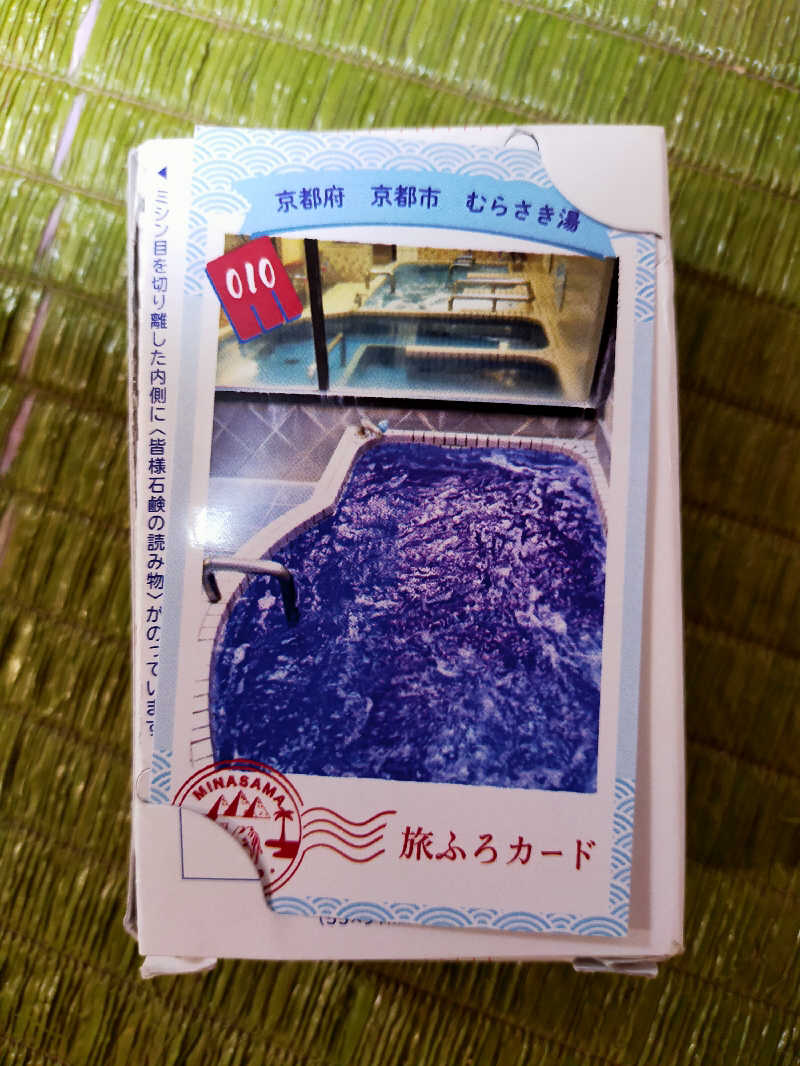 京都府 京都市 むらさき湯
010
◀ミシン目を切り離した内側に〈皆様石鹸の読み物〉がのっています
MINASAMA
旅ふろカード